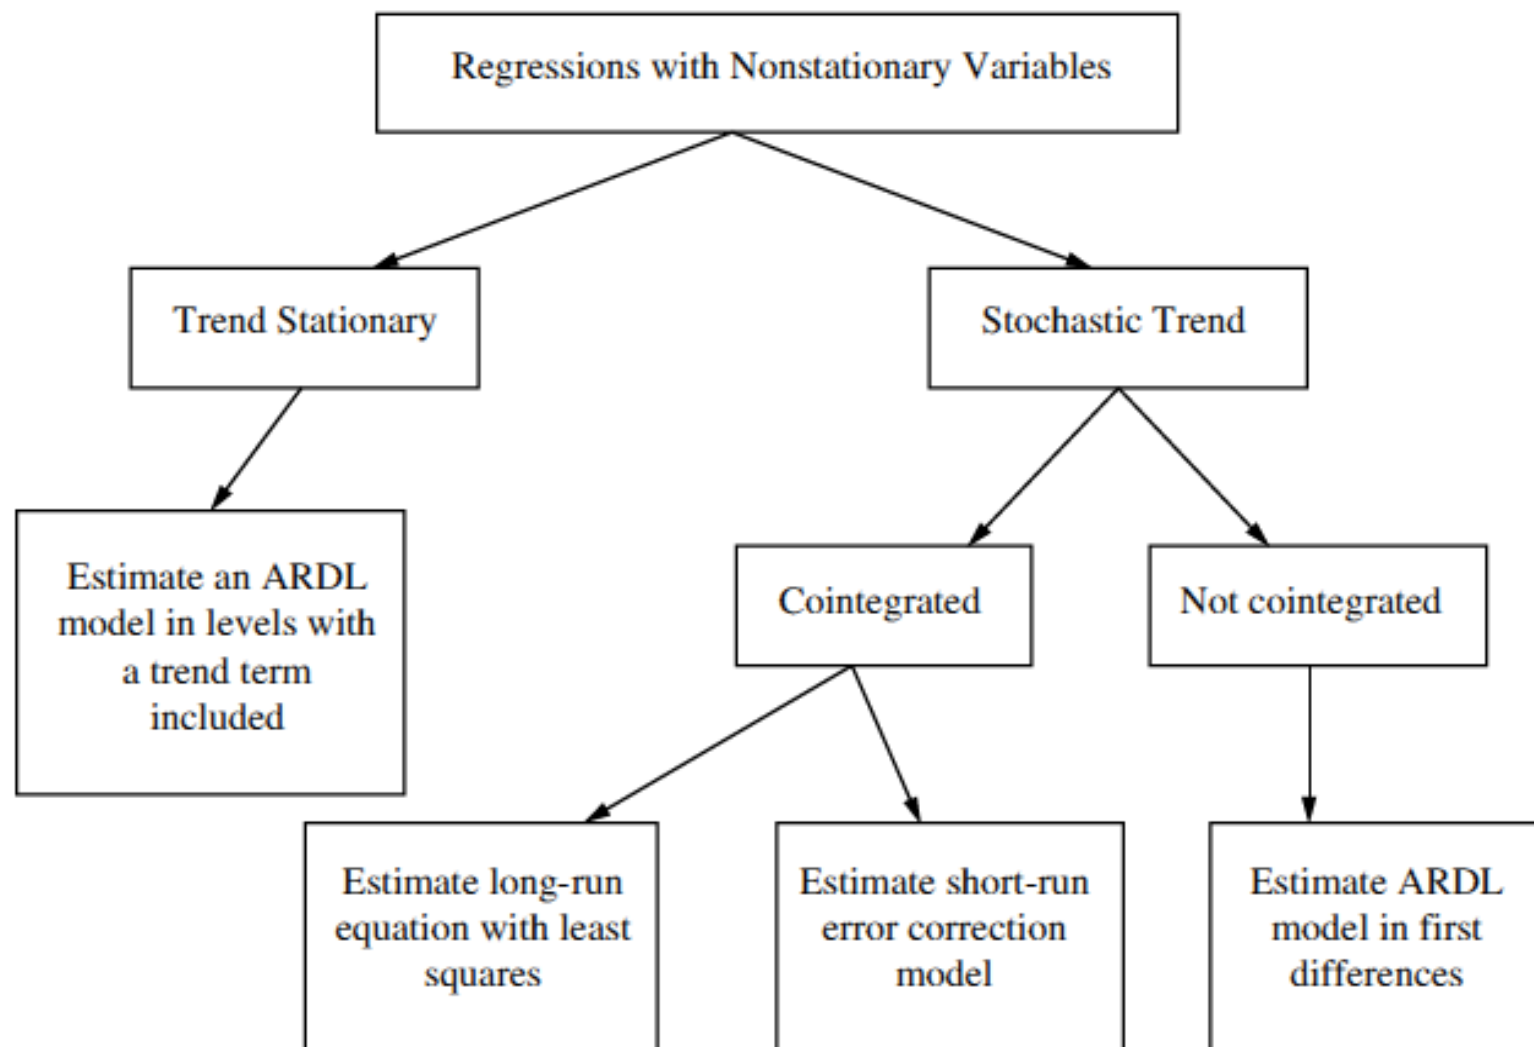 Regressions with Nonstationary Variables
Trend Stationary
Stochastic Trend
Estimate an ARDL
model in levels with
a trend term
included
Cointegrated
Not cointegrated
Estimate long-run
equation with least
squares
Estimate short-run
error correction
model
Estimate ARDL
model in first
differences